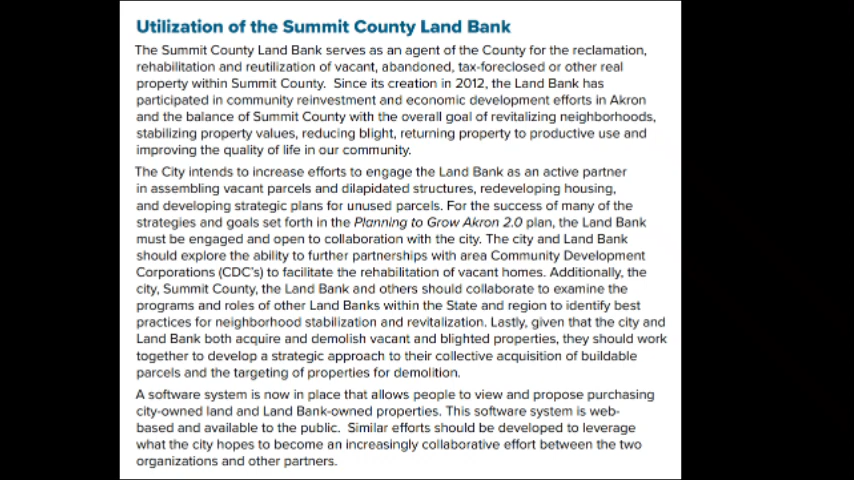 Utilization of the Summit County Land Bank
The Summit County Land Bank serves as an agent of the County for the reclamation,
rehabilitation and reutilization of vacant, abandoned, tax-foreclosed or other real
property within Summit County.  Since its creation in 2012, the Land Bank has
participated in community reinvestment and economic development efforts in Akron
and the balance of Summit County with the overall goal of revitalizing neighborhoods,
stabilizing property values, reducing blight, returning property to productive use and
improving the quality of life in our community.
The City intends to increase efforts to engage the Land Bank as an active partner
in assembling vacant parcels and dilapidated structures, redeveloping housing,
and developing strategic plans for unused parcels. For the success of many of the
strategies and goals set forth in the Planning to Grow Akron 2.0 plan, the Land Bank
must be engaged and open to collaboration with the city. The city and Land Bank
should explore the ability to further partnerships with area Community Development
Corporations (CDC's) to facilitate the rehabilitation of vacant homes. Additionally, the
city, Summit County, the Land Bank and others should collaborate to examine the
programs and roles of other Land Banks within the State and region to identify best
practices for neighborhood stabilization and revitalization. Lastly, given that the city and
Land Bank both acquire and demolish vacant and blighted properties, they should work
together to develop a strategic approach to their collective acquisition of buildable
parcels and the targeting of properties for demolition.
A software system is now in place that allows people to view and propose purchasing
city-owned land and Land Bank-owned properties. This software system is web-
based and available to the public.  Similar efforts should be developed to leverage
what the city hopes to become an increasingly collaborative effort between the two
organizations and other partners.